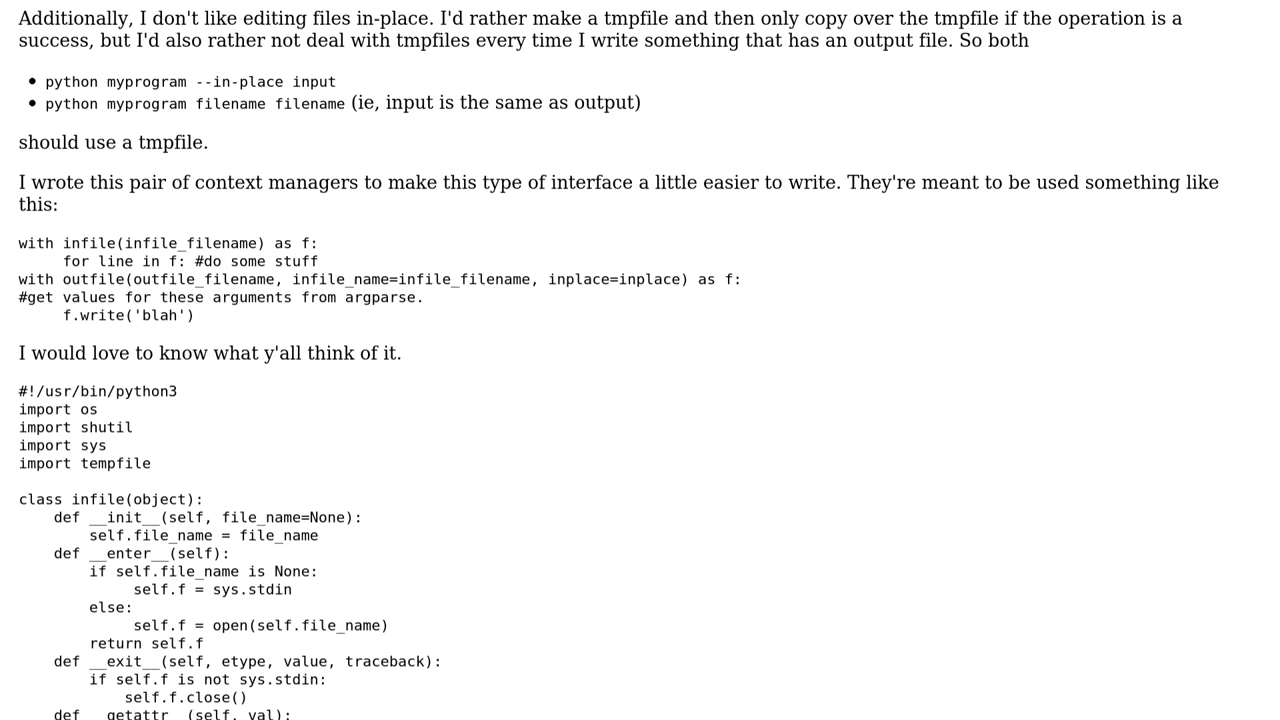 Additionally, I don't like editing files in-place. I'd rather make a tmpfile and then only copy over the tmpfile if the operation is a
success, but I'd also rather not deal with tmpfiles every time I write something that has an output file. So both
• python myprogram --in-place input
• python myprogram filename filename (ie, input is the same as output)
should use a tmpfile.
I wrote this pair of context managers to make this type of interface a little easier to write. They're meant to be used something like
this:
with infile(infile_filename) as f:
     for line in f: #do some stuff
with outfile(outfile_filename, infile_name=infile_filename, inplace=inplace) as f:
#get values for these arguments from argparse.
     f.write('blah')
I would love to know what y'all think of it.
#!/usr/bin/python3
import os
import shutil
import sys
import tempfile
class infile(object):
    def __init__(self, file_name=None):
        self.file_name = file_name
    def __enter__(self):
        if self.file_name is None:
             self.f = sys.stdin
        else:
             self.f = open(self.file_name)
        return self.f
    def __exit__(self, etype, value, traceback):
        if self.f is not sys.stdin:
            self.f.close()
    def __getattr__(self, val):